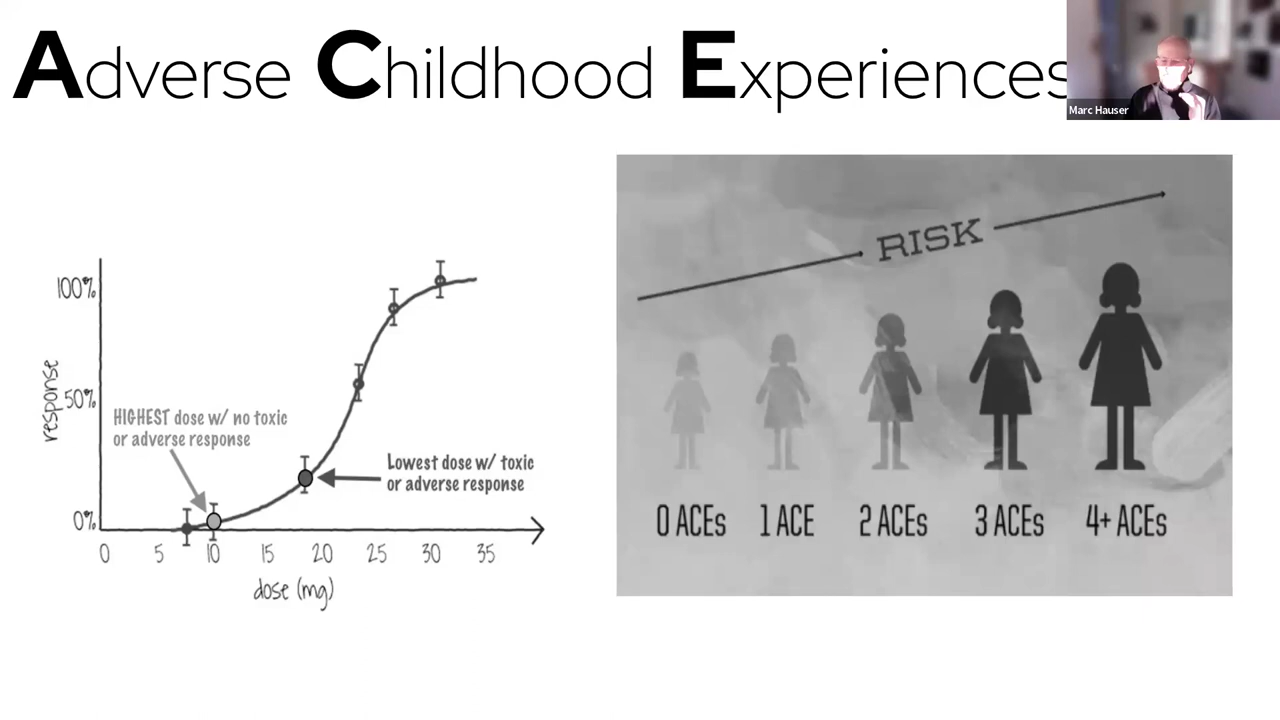 Adverse Childhood Experiences
Marc Hauser
100%
50%
0%
response
HIGHEST dose w/ no toxic
or adverse response
Lowest dose w/ toxic
or adverse response
0 5 10 15 20 25 30 35
dose (mg)
RISK
0 ACEs 1 ACE 2 ACEs 3 ACEs 4+ ACEs